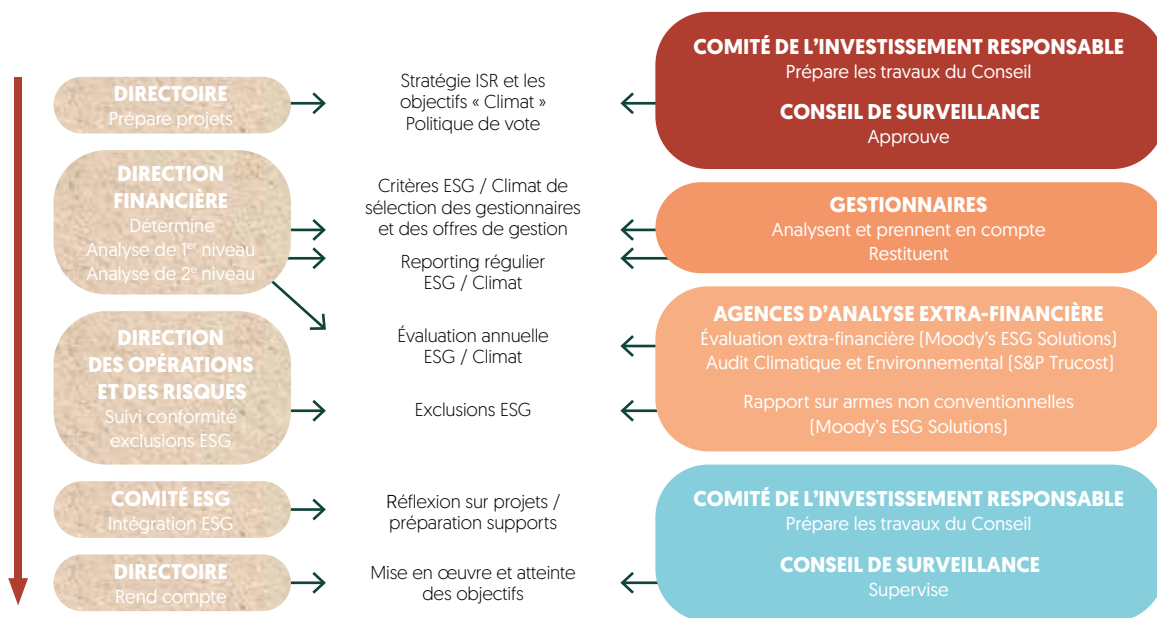 DIRECTOIRE
Prépare projets
Stratégie ISR et les
objectifs « Climat »
Politique de vote
COMITÉ DE L'INVESTISSEMENT RESPONSABLE
Prépare les travaux du Conseil
CONSEIL DE SURVEILLANCE
Approuve
DIRECTION
FINANCIÈRE
Détermine
Analyse de 1er niveau
Analyse de 2e niveau
Critères ESG / Climat de
sélection des gestionnaires
et des offres de gestion
Reporting régulier
ESG / Climat
GESTIONNAIRES
Analysent et prennent en compte
Restituent
DIRECTION
DES OPÉRATIONS
ET DES RISQUES
Suivi conformité
exclusions ESG
Évaluation annuelle
ESG / Climat
Exclusions ESG
AGENCES D'ANALYSE EXTRA-FINANCIÈRE
Évaluation extra-financière (Moody's ESG Solutions)
Audit Climatique et Environnemental (S&P Trucost)
Rapport sur armes non conventionnelles
(Moody's ESG Solutions)
COMITÉ ESG
Intégration ESG
Réflexion sur projets /
préparation supports
COMITÉ DE L'INVESTISSEMENT RESPONSABLE
Prépare les travaux du Conseil
CONSEIL DE SURVEILLANCE
Supervise
DIRECTOIRE
Rend compte
Mise en œuvre et atteinte
des objectifs